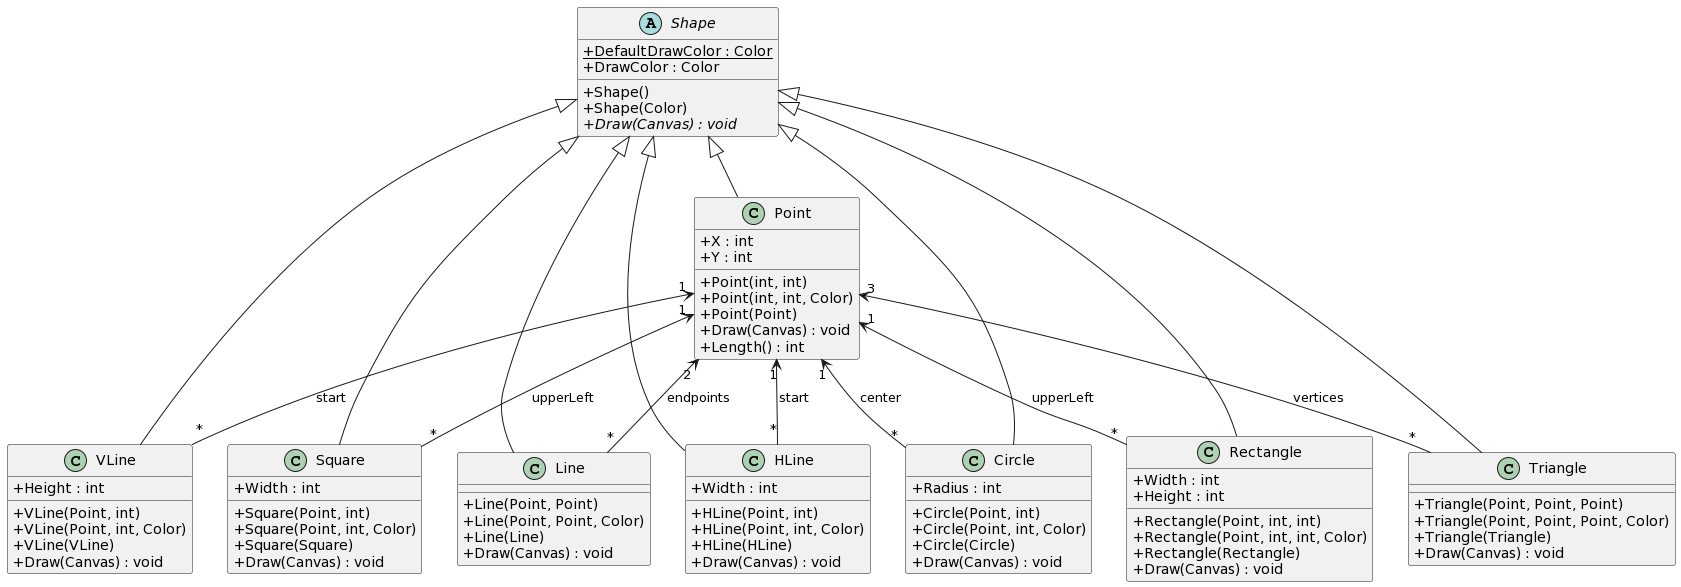 A Shape
+DefaultDrawColor : Color
+DrawColor : Color
+Shape()
+Shape(Color)
+Draw(Canvas) : void
C Point
+X : int
+Y : int
+Point(int, int)
+Point(int, int, Color)
+Point(Point)
+Draw(Canvas) : void
+Length() : int
1
1
2
1
1
1
3
start
upperLeft
endpoints
start
center
upperLeft
vertices
*
*
*
*
*
*
*
C VLine
+Height : int
+VLine(Point, int)
+VLine(Point, int, Color)
+VLine(VLine)
+Draw(Canvas) : void
C Square
+Width : int
+Square(Point, int)
+Square(Point, int, Color)
+Square(Square)
+Draw(Canvas) : void
C Line
+Line(Point, Point)
+Line(Point, Point, Color)
+Line(Line)
+Draw(Canvas) : void
C HLine
+Width : int
+HLine(Point, int)
+HLine(Point, int, Color)
+HLine(HLine)
+Draw(Canvas) : void
C Circle
+Radius : int
+Circle(Point, int)
+Circle(Point, int, Color)
+Circle(Circle)
+Draw(Canvas) : void
C Rectangle
+Width : int
+Height : int
+Rectangle(Point, int, int)
+Rectangle(Point, int, int, Color)
+Rectangle(Rectangle)
+Draw(Canvas) : void
C Triangle
+Triangle(Point, Point, Point)
+Triangle(Point, Point, Point, Color)
+Triangle(Triangle)
+Draw(Canvas) : void